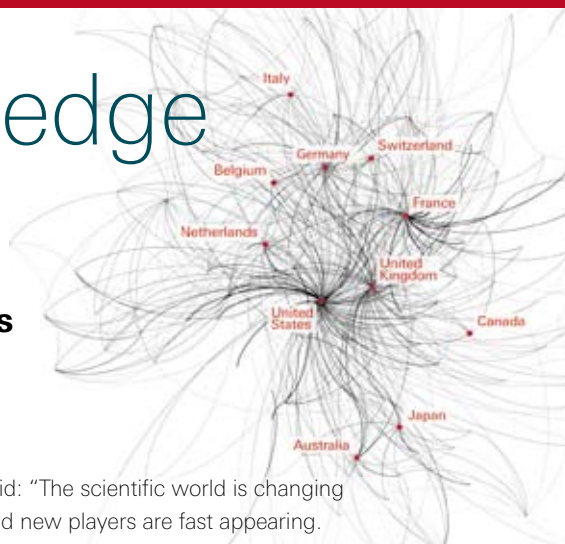 edge
Italy
Switzerland
Germany
Belgium
France
Netherlands
United
Kingdom
United
States
s
Canada
Japan
Australia
id: “The scientific world is changing
d new players are fast appearing.